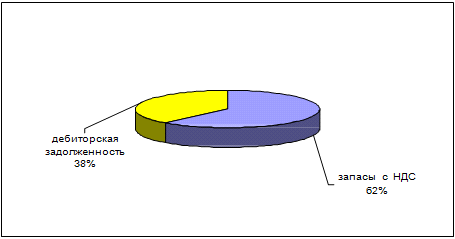 дебиторская
задолженность
38%
запасы с НДС
62%